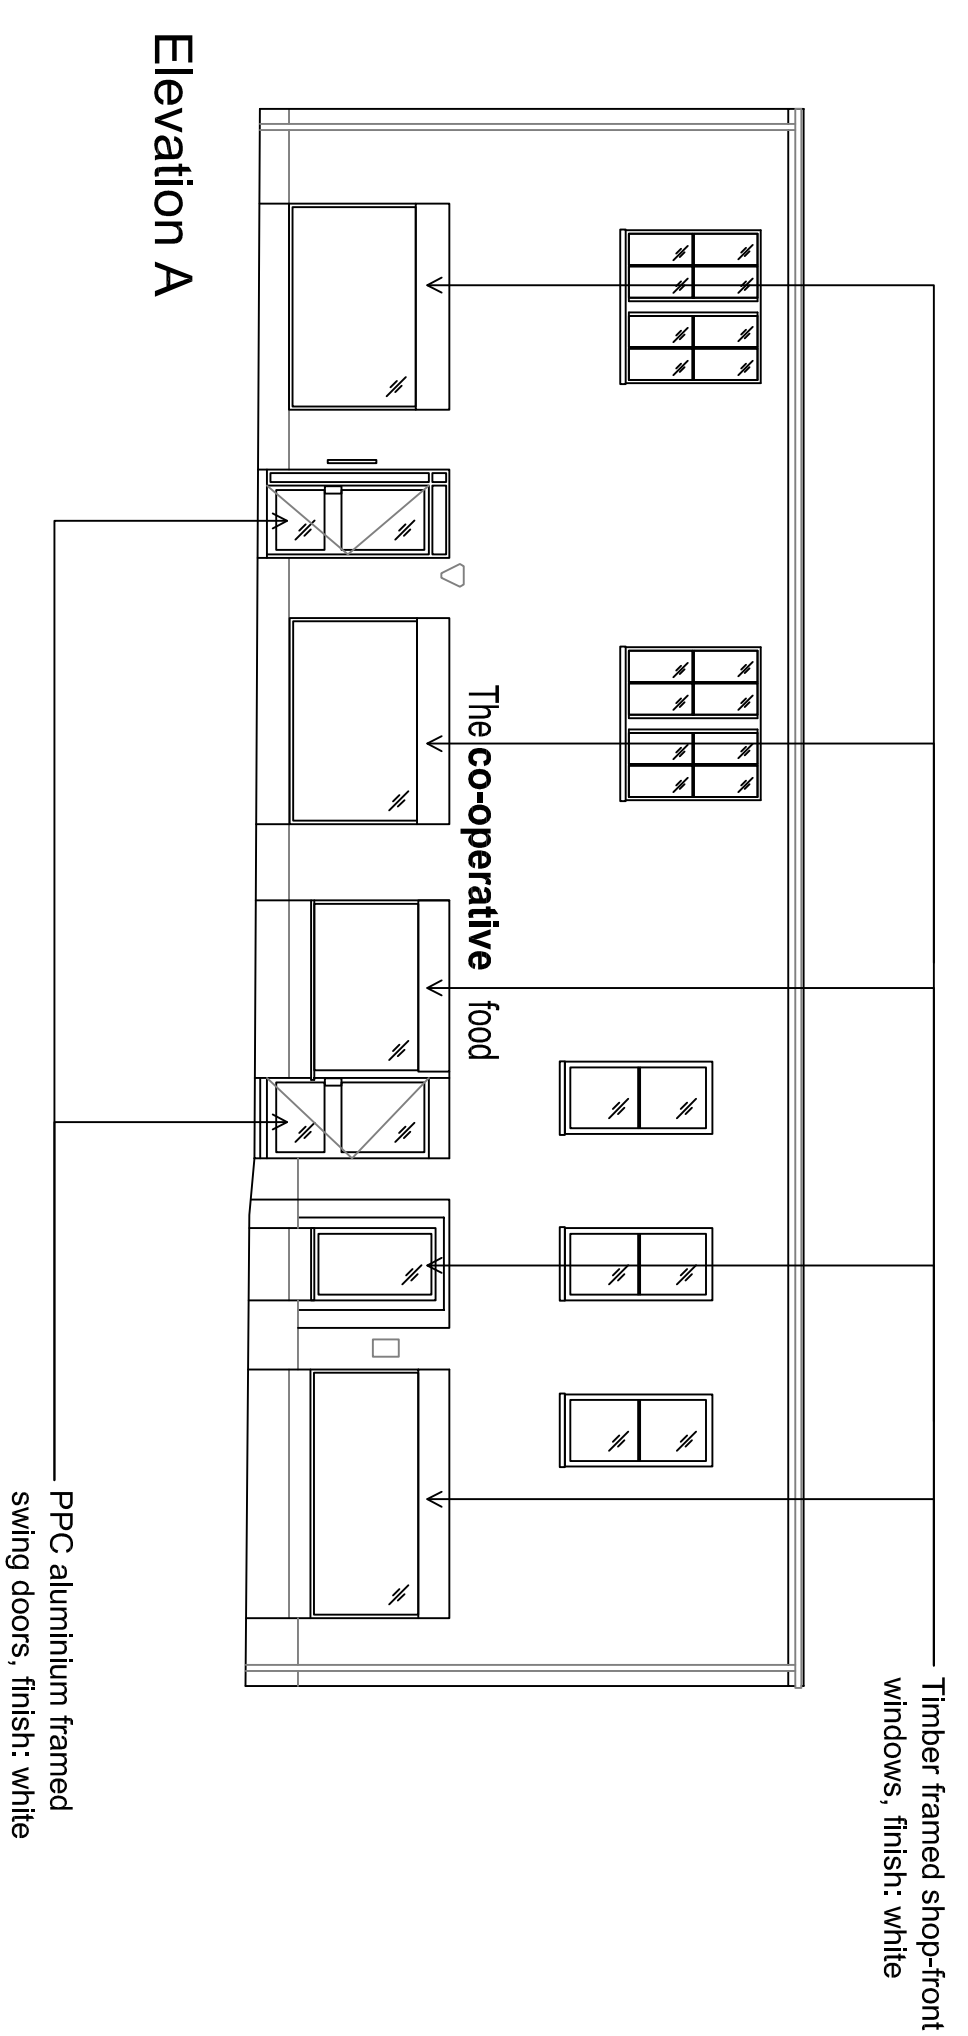 Timber framed shop-front
windows, finish: white
The co-operative food
PPC aluminium framed
swing doors, finish: white
Elevation A